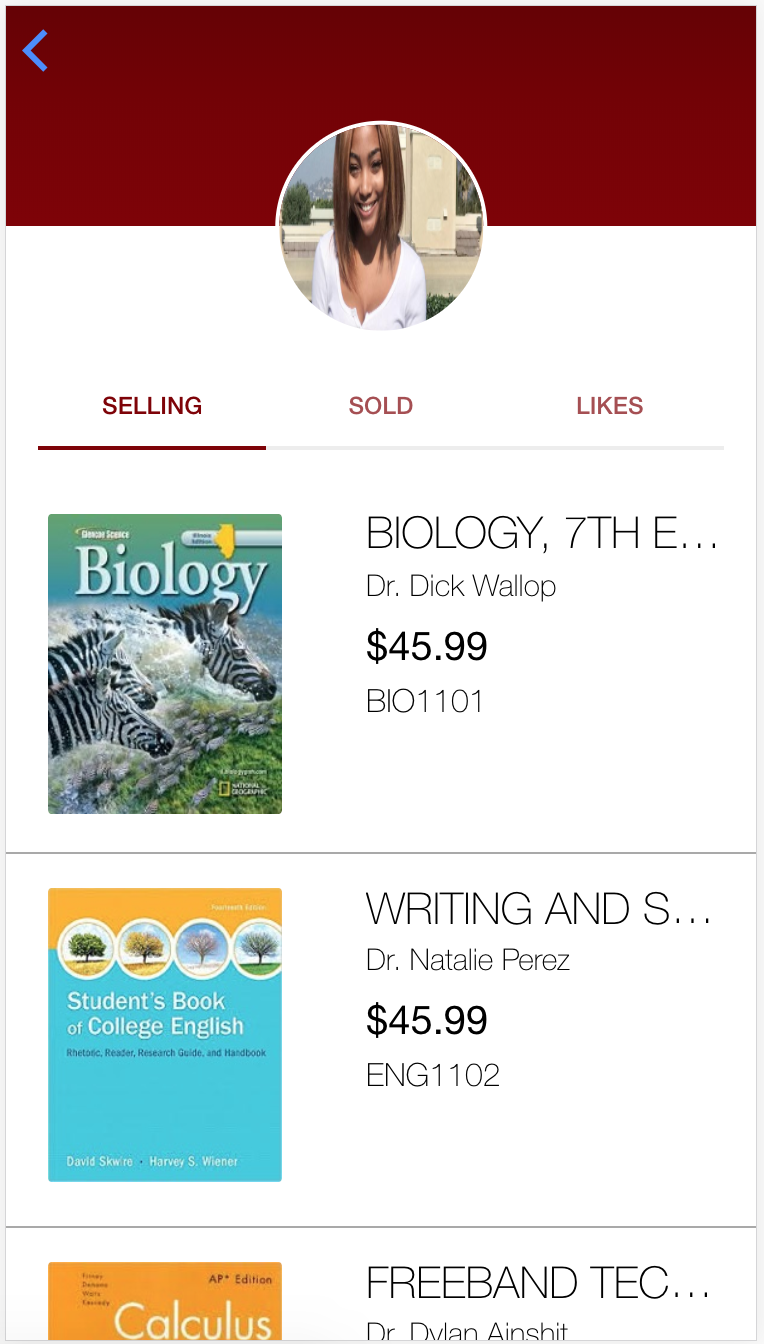 SELLING SOLD LIKES
Glencoe Science
Illinois
Edition
Biology
NATIONAL
GEOGRAPHIC
BIOLOGY, 7TH E...
Dr. Dick Wallop
$45.99
BIO1101
Fourteenth Edition
Student's Book
of College English
Rhetoric, Reader, Research Guide, and Handbook
David Skwire • Harvey S. Wiener
WRITING AND S...
Dr. Natalie Perez
$45.99
ENG1102
Finney
Demana
Waits
Kennedy
AP* Edition
Calculus
FREEBAND TEC...
Dr. Dylan Ainshit